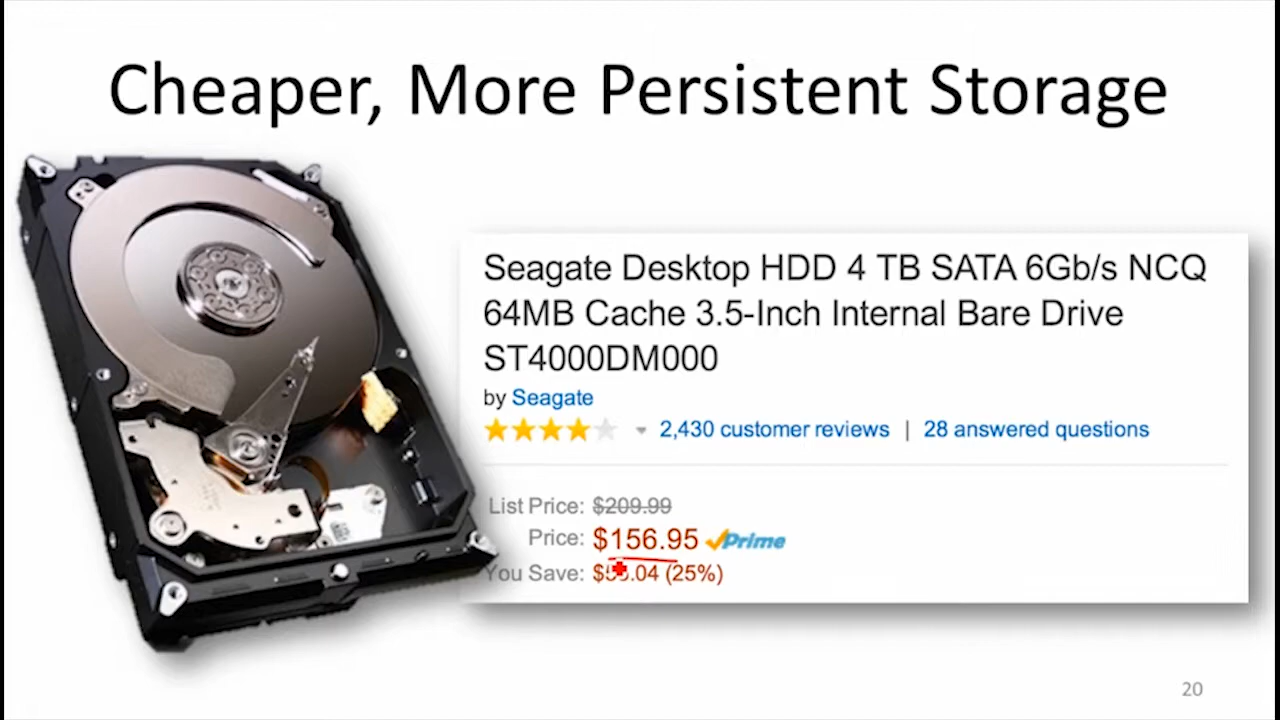 Cheaper, More Persistent Storage
Seagate Desktop HDD 4 TB SATA 6Gb/s NCQ
64MB Cache 3.5-Inch Internal Bare Drive
ST4000DM000
by Seagate
2,430 customer reviews | 28 answered questions
List Price: $209.99
Price: $156.95 Prime
You Save: (25%)
20